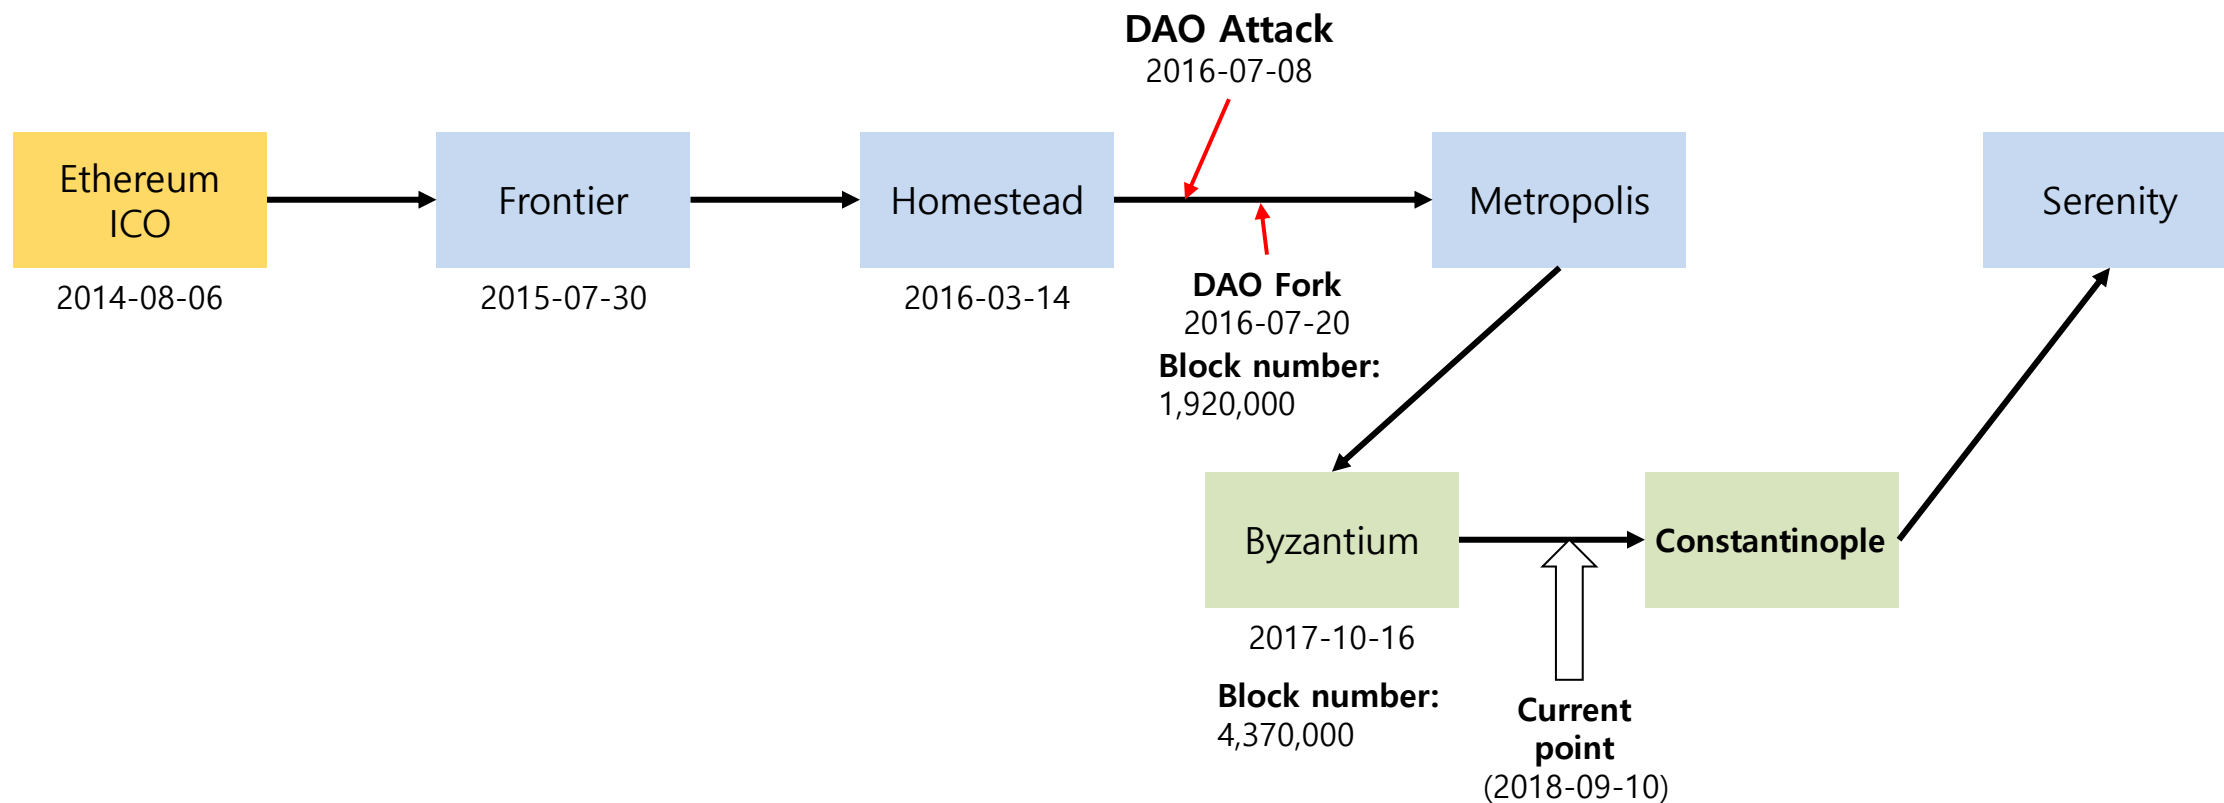 DAO Attack
2016-07-08
Ethereum
ICO
2014-08-06
Frontier
2015-07-30
Homestead
2016-03-14
DAO Fork
2016-07-20
Block number:
1,920,000
Metropolis
Serenity
Byzantium
2017-10-16
Block number:
4,370,000
Current
point
(2018-09-10)
Constantinople